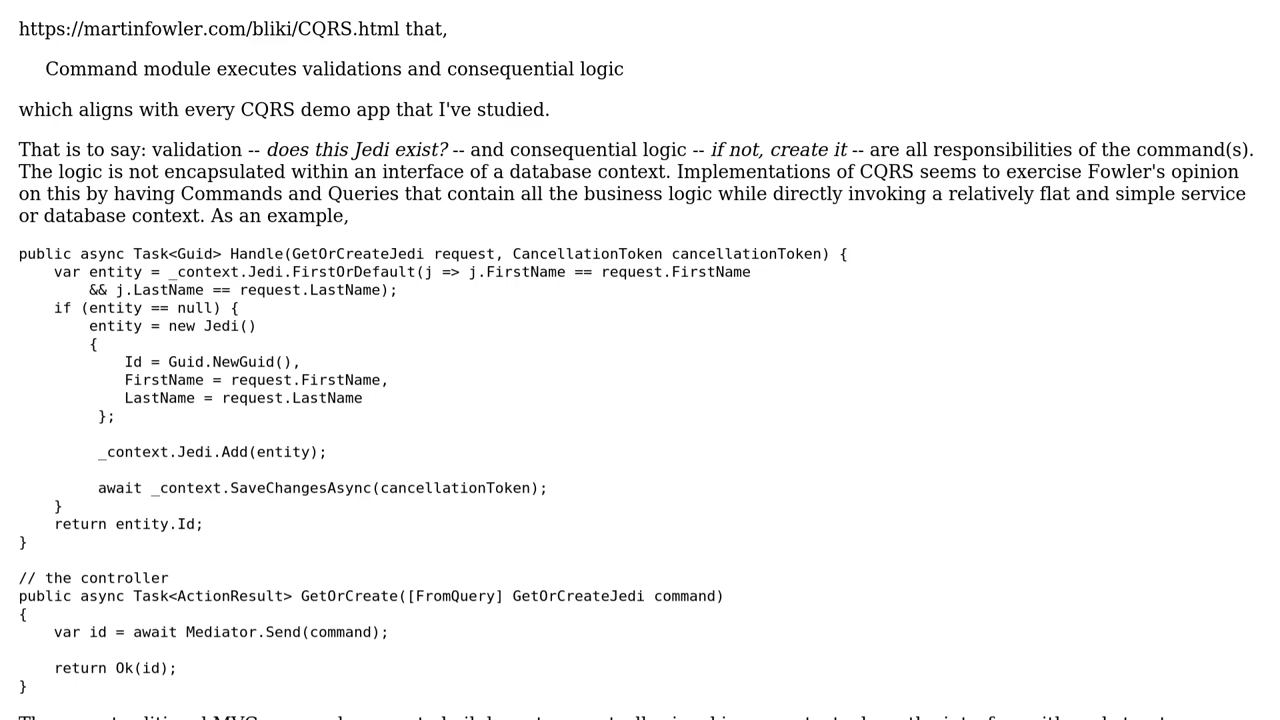 https://martinfowler.com/bliki/CQRS.html that,
Command module executes validations and consequential logic
which aligns with every CQRS demo app that I've studied.
That is to say: validation -- does this Jedi exist? -- and consequential logic -- if not, create it -- are all responsibilities of the command(s).
The logic is not encapsulated within an interface of a database context. Implementations of CQRS seems to exercise Fowler's opinion
on this by having Commands and Queries that contain all the business logic while directly invoking a relatively flat and simple service
or database context. As an example,
public async Task<Guid> Handle(GetOrCreateJedi request, CancellationToken cancellationToken) {
    var entity = _context.Jedi.FirstOrDefault(j => j.FirstName == request.FirstName
        && j.LastName == request.LastName);
    if (entity == null) {
        entity = new Jedi()
        {
            Id = Guid.NewGuid(),
            FirstName = request.FirstName,
            LastName = request.LastName
         };
         _context.Jedi.Add(entity);
         await _context.SaveChangesAsync(cancellationToken);
    }
    return entity.Id;
}
// the controller
public async Task<ActionResult> GetOrCreate([FromQuery] GetOrCreateJedi command)
{
    var id = await Mediator.Send(command);
    return Ok(id);
}